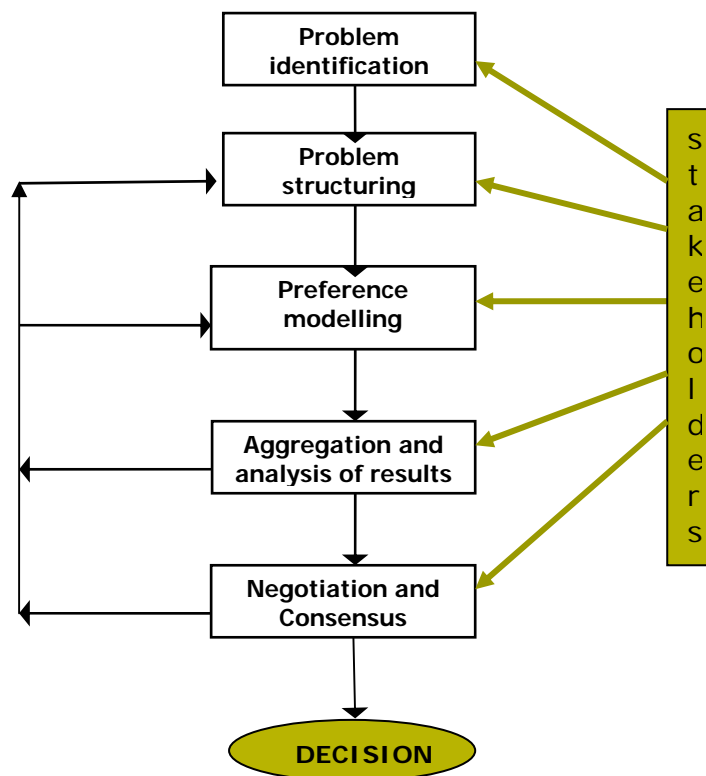 Problem
identification
Problem
structuring
Preference
modelling
Aggregation and
analysis of results
Negotiation and
Consensus
DECISION
s
t
a
k
e
h
o
l
d
e
r
s